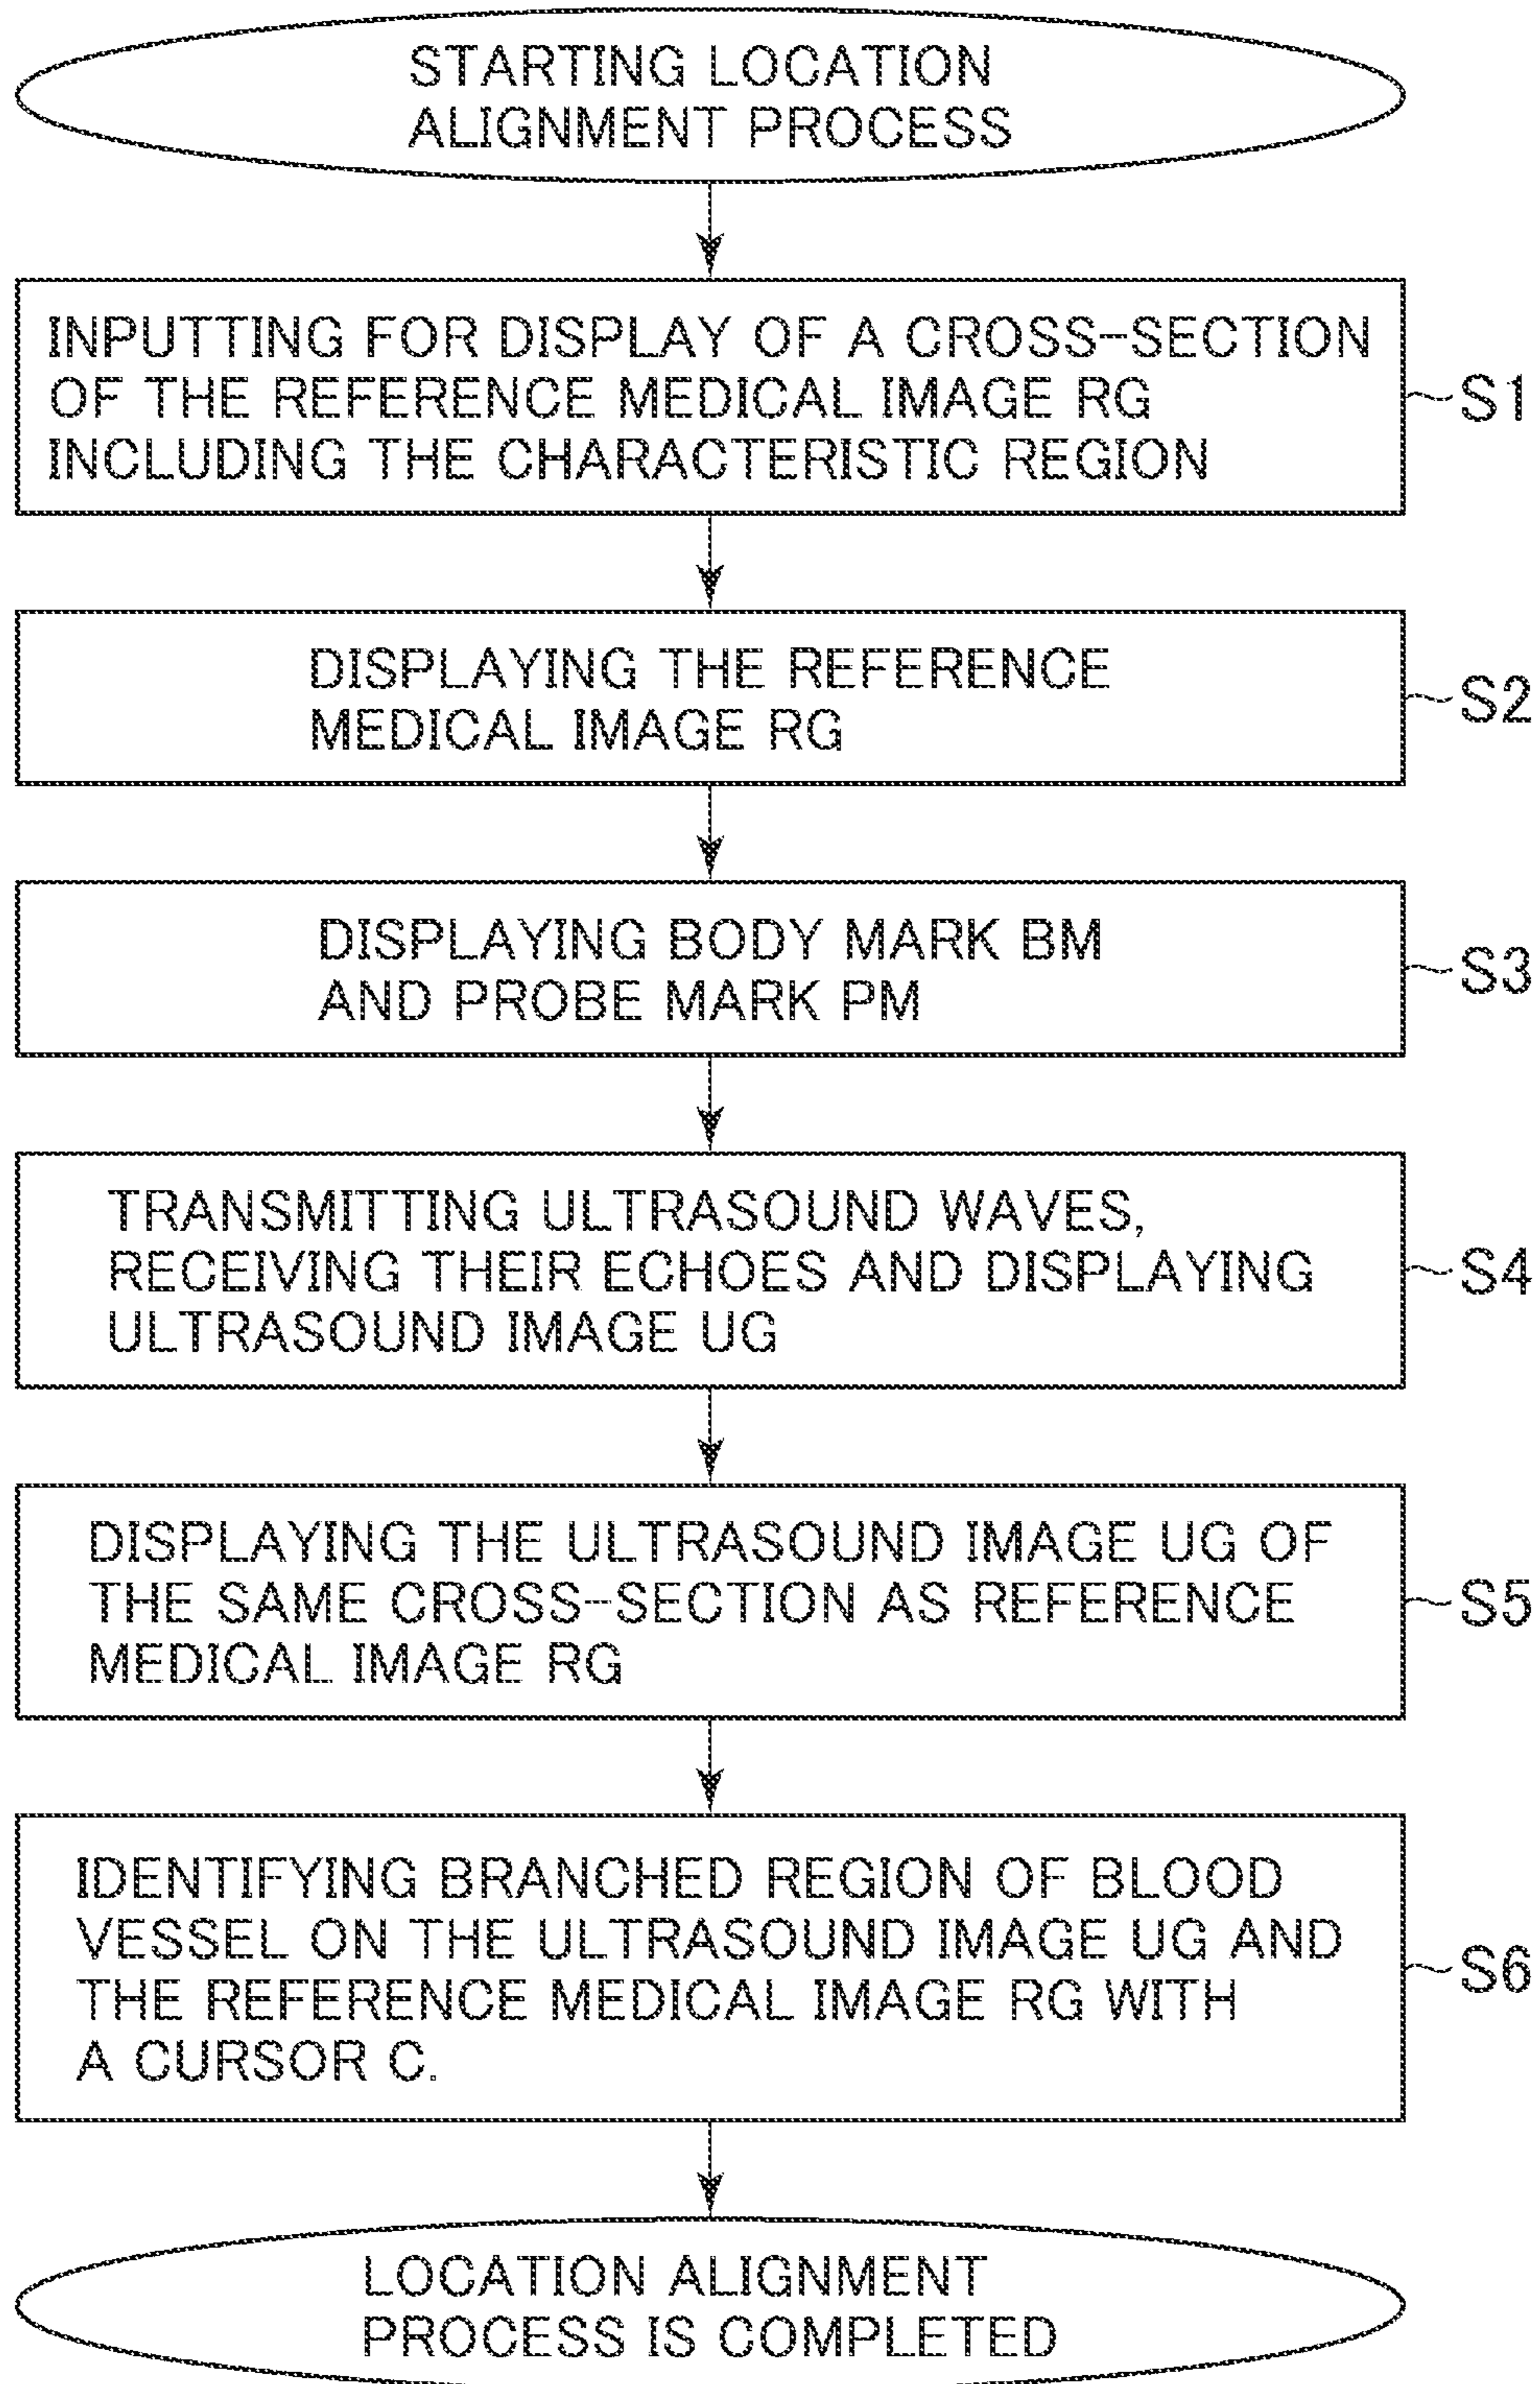 STARTING LOCATION
ALIGNMENT PROCESS
INPUTTING FOR DISPLAY OF A CROSS-SECTION
OF THE REFERENCE MEDICAL IMAGE RG
INCLUDING THE CHARACTERISTIC REGION
S1
DISPLAYING THE REFERENCE
MEDICAL IMAGE RG
S2
DISPLAYING BODY MARK BM
AND PROBE MARK PM
S3
TRANSMITTING ULTRASOUND WAVES,
RECEIVING THEIR ECHOES AND DISPLAYING
ULTRASOUND IMAGE UG
S4
DISPLAYING THE ULTRASOUND IMAGE UG OF
THE SAME CROSS-SECTION AS REFERENCE
MEDICAL IMAGE RG
S5
IDENTIFYING BRANCHED REGION OF BLOOD
VESSEL ON THE ULTRASOUND IMAGE UG AND
THE REFERENCE MEDICAL IMAGE RG WITH
A CURSOR C.
S6
LOCATION ALIGNMENT
PROCESS IS COMPLETED